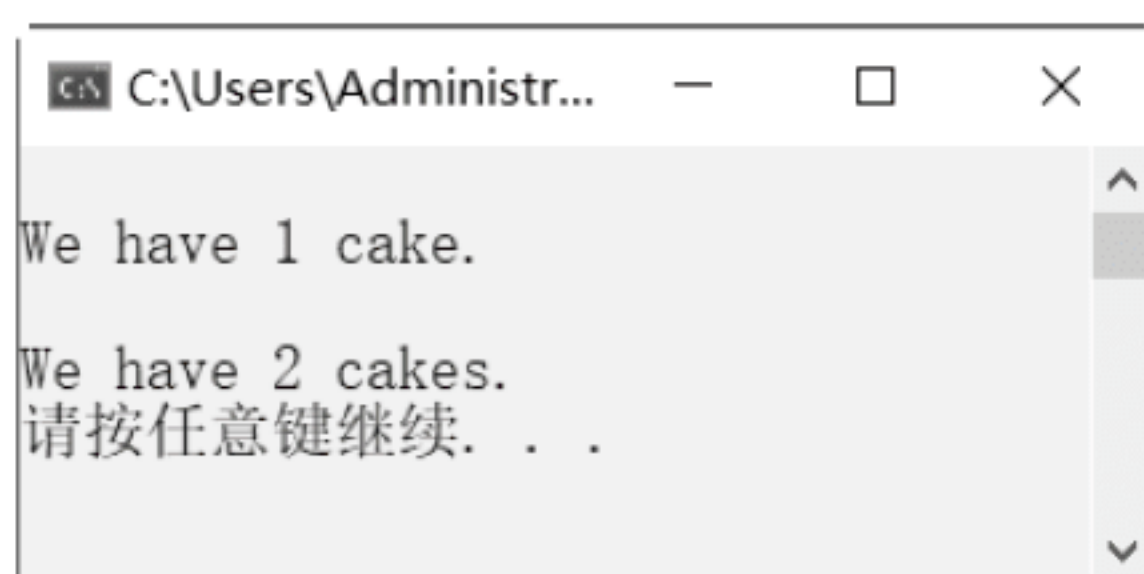 C:\Users\Administr...
We have 1 cake.
We have 2 cakes.
请按任意键继续. . .